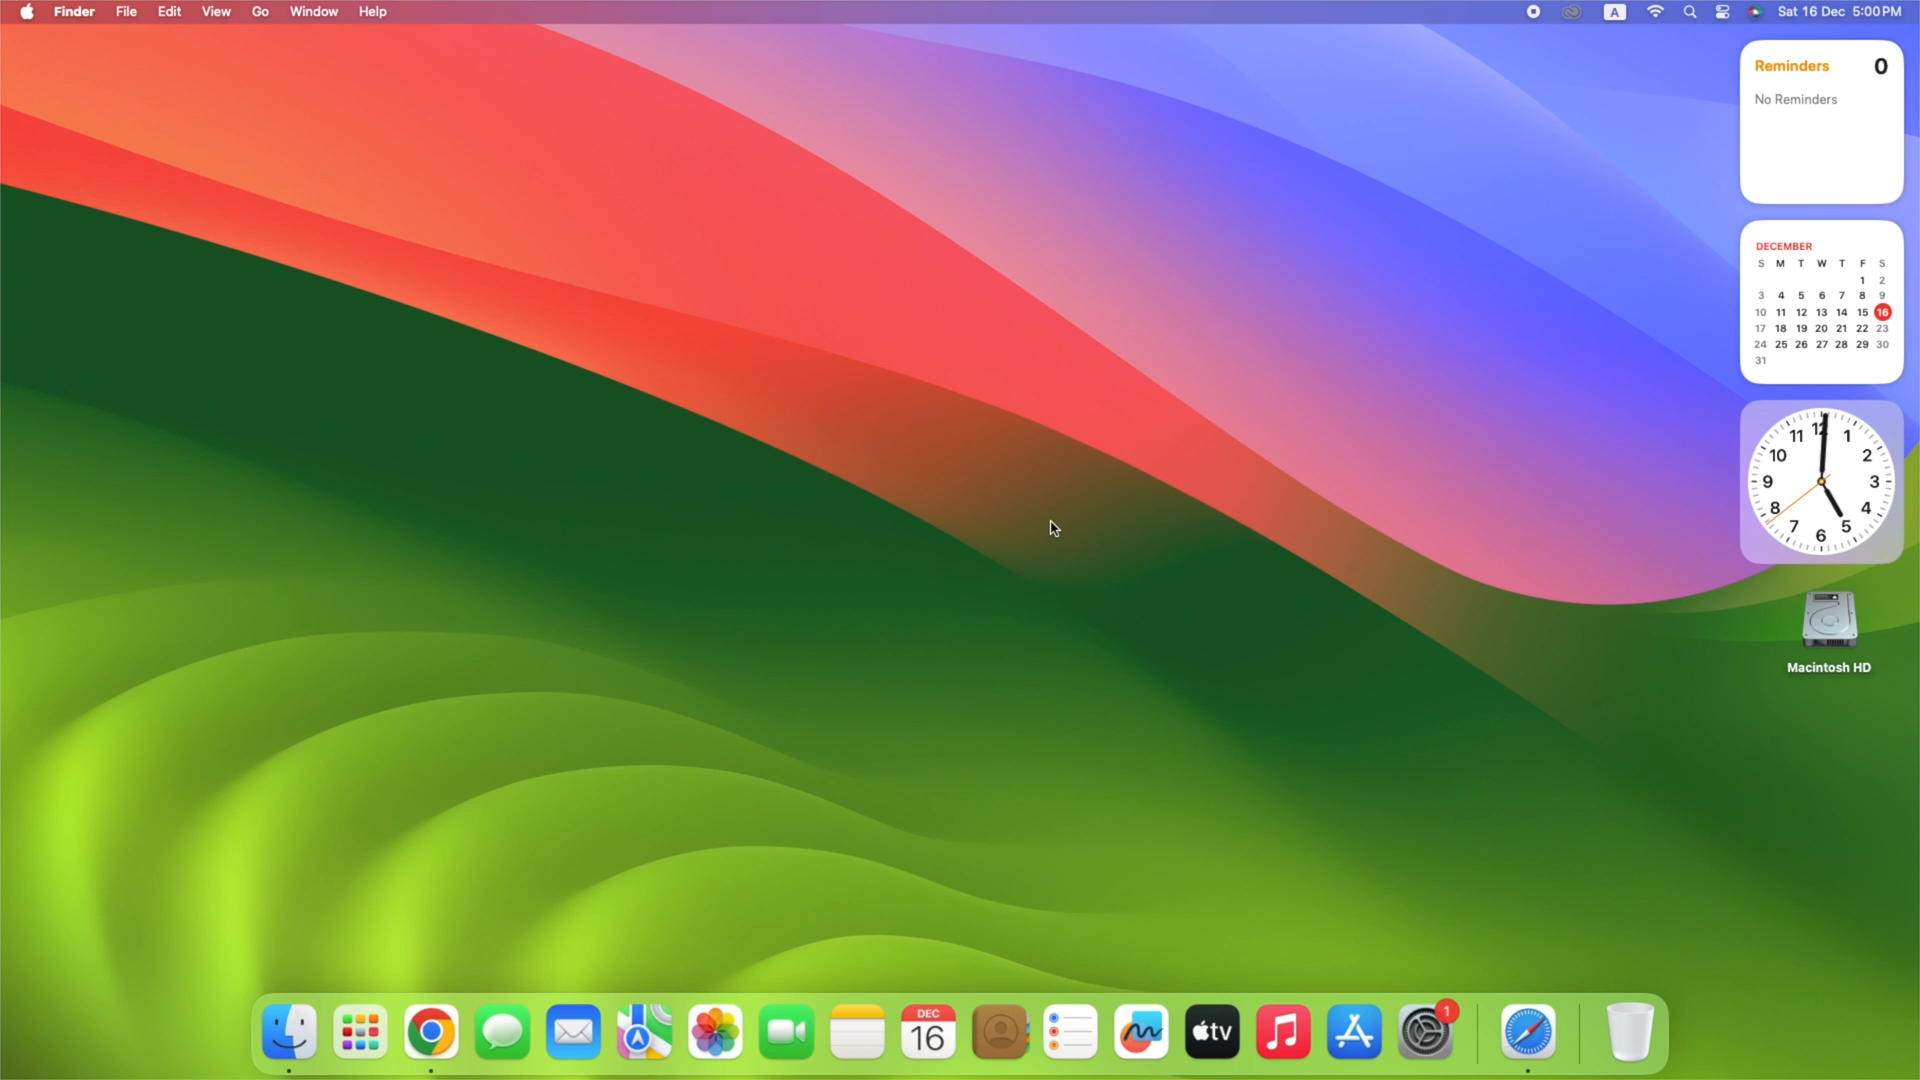 Finder File Edit View Go Window Help
A Sat 16 Dec 5:00 PM
Reminders 0
No Reminders
DECEMBER
S M T W T F S
1 2
3 4 5 6 7 8 9
10 11 12 13 14 15 16
17 18 19 20 21 22 23
24 25 26 27 28 29 30
31
12
11 1
10 2
9 3
8 4
7 5
6
Macintosh HD
DEC
16
tv
1